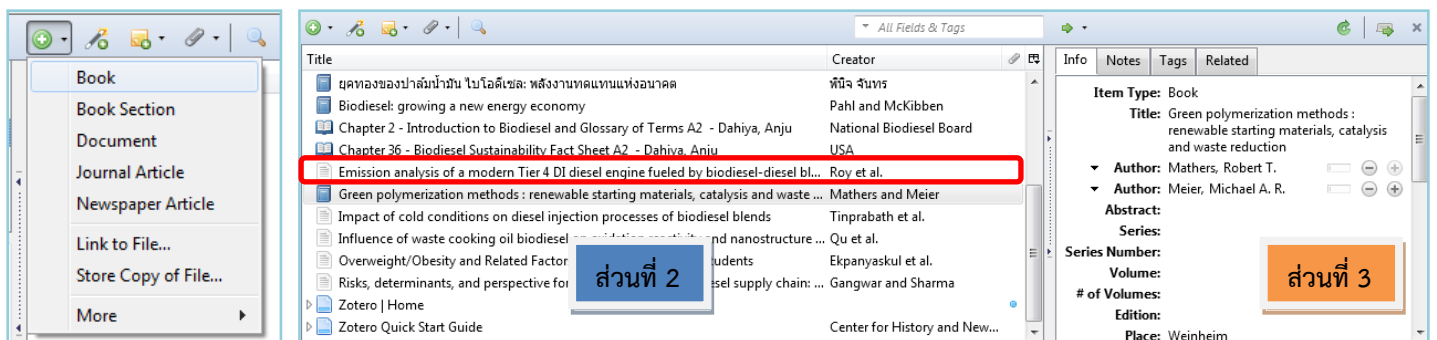 Book
Book Section
Document
Journal Article
Newspaper Article
Link to File...
Store Copy of File...
More
All Fields & Tags
Title Creator
ยุคทองของปาล์มน้ำมัน ไบโอดีเซล: พลังงานทดแทนแห่งอนาคต พินิจ จันทร
Biodiesel: growing a new energy economy Pahl and McKibben
Chapter 2 - Introduction to Biodiesel and Glossary of Terms A2 - Dahiya, Anju National Biodiesel Board
Chapter 36 - Biodiesel Sustainability Fact Sheet A2 - Dahiya, Anju USA
Emission analysis of a modern Tier 4 DI diesel engine fueled by biodiesel-diesel bl... Roy et al.
Green polymerization methods : renewable starting materials, catalysis and waste ... Mathers and Meier
Impact of cold conditions on diesel injection processes of biodiesel blends Tinprabath et al.
Influence of waste cooking oil biodiesel and nanostructure ... Qu et al.
Overweight/Obesity and Related Factor Ekpanyaskul et al.
Risks, determinants, and perspective for supply chain: ... Gangwar and Sharma
Zotero | Home
Zotero Quick Start Guide Center for History and New...
ส่วนที่ 2
Info Notes Tags Related
Item Type: Book
Title: Green polymerization methods :
renewable starting materials, catalysis
and waste reduction
Author: Mathers, Robert T.
Author: Meier, Michael A. R.
Abstract:
Series:
Series Number:
Volume:
# of Volumes:
Edition:
Place: Weinheim
ส่วนที่ 3